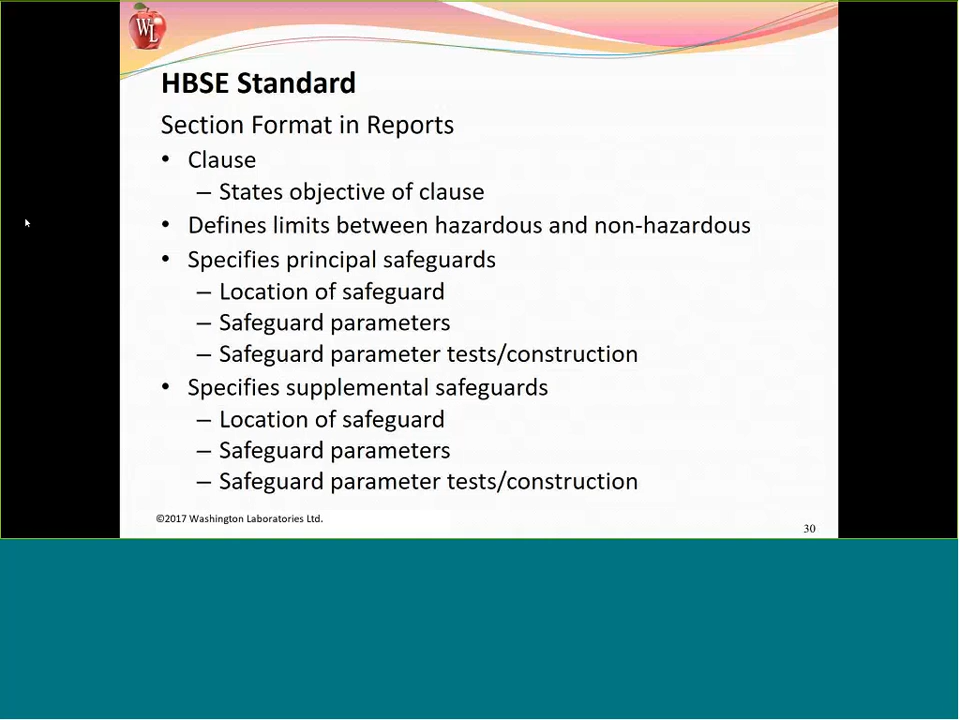 WL
HBSE Standard
Section Format in Reports
• Clause
– States objective of clause
• Defines limits between hazardous and non-hazardous
• Specifies principal safeguards
– Location of safeguard
– Safeguard parameters
– Safeguard parameter tests/construction
• Specifies supplemental safeguards
– Location of safeguard
– Safeguard parameters
– Safeguard parameter tests/construction
©2017 Washington Laboratories Ltd.
30